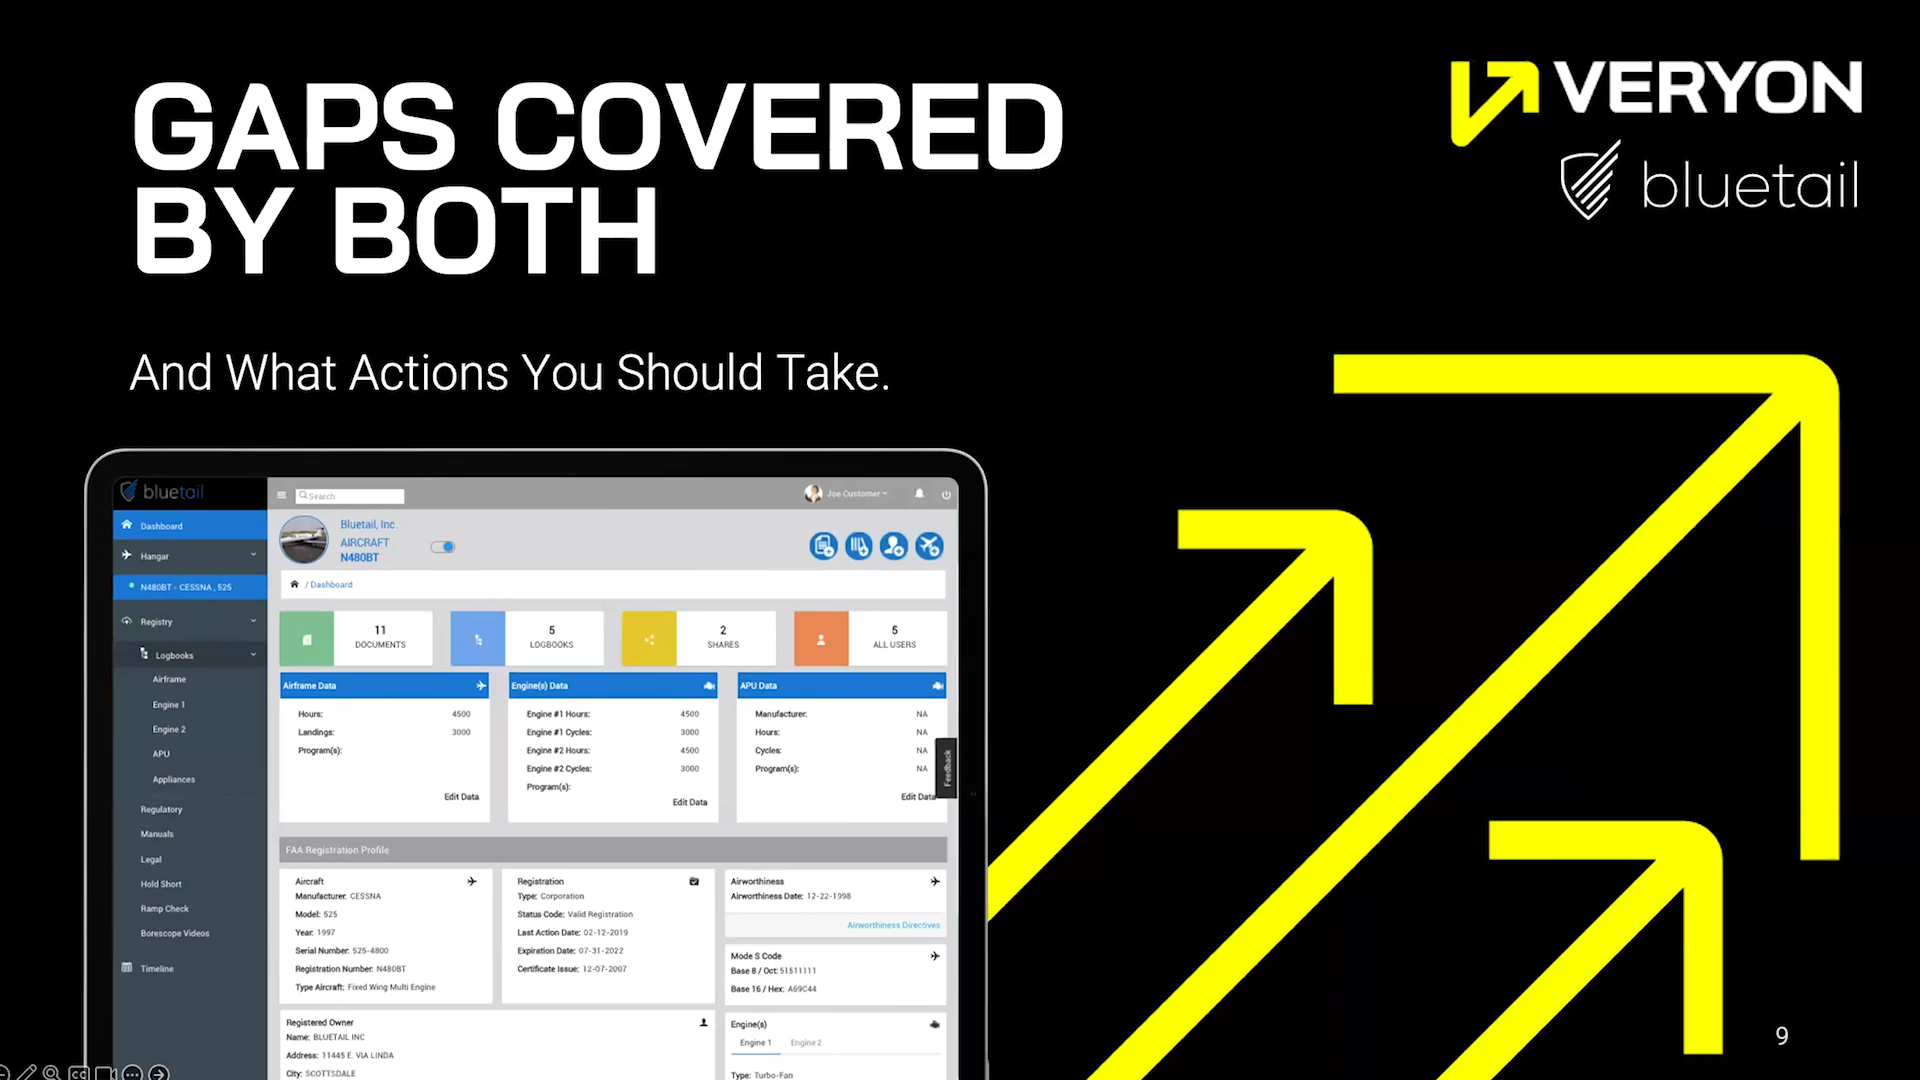 GAPS COVERED
BY BOTH
VERYON
bluetail
And What Actions You Should Take.
bluetail
Search
Joe Customer
Dashboard
Hangar
N480BT - CESSNA , 525
Registry
Logbooks
Airframe
Engine 1
Engine 2
APU
Appliances
Regulatory
Manuals
Legal
Hold Short
Ramp Check
Borescope Videos
Timeline
Bluetail, Inc.
AIRCRAFT
N480BT
/ Dashboard
11
DOCUMENTS
5
LOGBOOKS
2
SHARES
5
ALL USERS
Airframe Data
Hours: 4500
Landings: 3000
Program(s):
Edit Data
Engine(s) Data
Engine #1 Hours: 4500
Engine #1 Cycles: 3000
Engine #2 Hours: 4500
Engine #2 Cycles: 3000
Program(s):
Edit Data
APU Data
Manufacturer: NA
Hours: NA
Cycles: NA
Program(s): NA
Edit Data
Feedback
FAA Registration Profile
Aircraft
Manufacturer: CESSNA
Model: 525
Year: 1997
Serial Number: 525-4800
Registration Number: N480BT
Type Aircraft: Fixed Wing Multi Engine
Registration
Type: Corporation
Status Code: Valid Registration
Last Action Date: 02-12-2019
Expiration Date: 07-31-2022
Certificate Issue: 12-07-2007
Airworthiness
Airworthiness Date: 12-22-1998
Airworthiness Directives
Mode S Code
Base 8 / Oct: 51511111
Base 16 / Hex: A69C44
Registered Owner
Name: BLUETAIL INC
Address: 11445 E. VIA LINDA
City: SCOTTSDALE
Engine(s)
Engine 1 Engine 2
Type: Turbo-Fan
9
CC